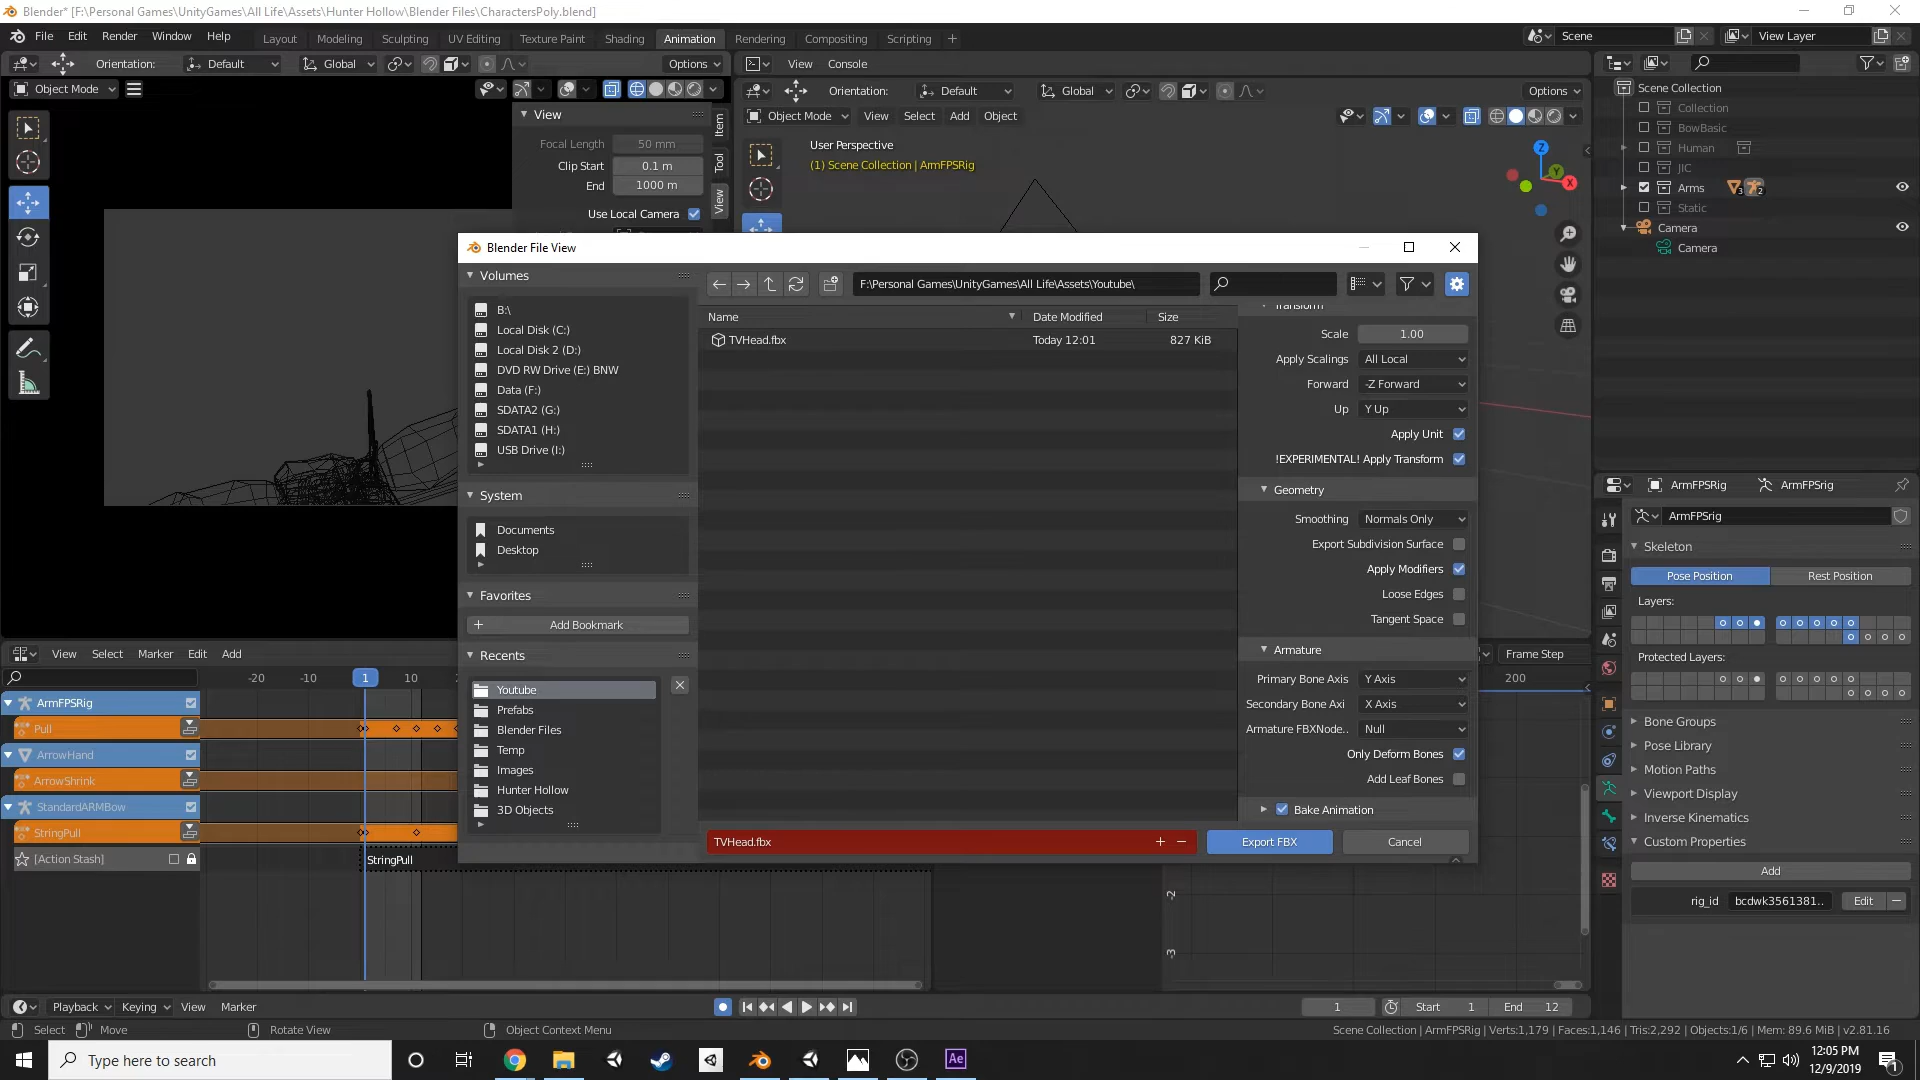 Blender* [F:\Personal Games\UnityGames\All Life\Assets\Hunter Hollow\Blender Files\CharactersPoly.blend]
File Edit Render Window Help Layout Modeling Sculpting UV Editing Texture Paint Shading Animation Rendering Compositing Scripting + Scene View Layer
Orientation: Default Global Options View Console
Object Mode Orientation: Default Global Options
View
Focal Length 50 mm
Clip Start 0.1 m
End 1000 m
Use Local Camera
Item
Tool
View
Object Mode View Select Add Object
User Perspective
(1) Scene Collection | ArmFPSRig
Z
Y
X
Scene Collection
Collection
BowBasic
Human
JIC
Arms 3 2
Static
Camera
Camera
Blender File View
Volumes
B:\
Local Disk (C:)
Local Disk 2 (D:)
DVD RW Drive (E:) BNW
Data (F:)
SDATA2 (G:)
SDATA1 (H:)
USB Drive (I:)
System
Documents
Desktop
Favorites
+ Add Bookmark
Recents
Youtube
Prefabs
Blender Files
Temp
Images
Hunter Hollow
3D Objects
F:\Personal Games\UnityGames\All Life\Assets\Youtube\
Name Date Modified Size
TVHead.fbx Today 12:01 827 KiB
Transform
Scale 1.00
Apply Scalings All Local
Forward -Z Forward
Up Y Up
Apply Unit
!EXPERIMENTAL! Apply Transform
Geometry
Smoothing Normals Only
Export Subdivision Surface
Apply Modifiers
Loose Edges
Tangent Space
Armature
Primary Bone Axis Y Axis
Secondary Bone Axi X Axis
Armature FBXNode.. Null
Only Deform Bones
Add Leaf Bones
Bake Animation
TVHead.fbx + − Export FBX Cancel
ArmFPSRig ArmFPSrig
ArmFPSrig
Skeleton
Pose Position Rest Position
Layers:
Protected Layers:
Bone Groups
Pose Library
Motion Paths
Viewport Display
Inverse Kinematics
Custom Properties
Add
rig_id bcdwk3561381.. Edit
View Select Marker Edit Add Frame Step
-20 -10 1 10 2 200
ArmFPSRig
Pull
ArrowHand
ArrowShrink
StandardARMBow
StringPull
[Action Stash] StringPull
-2
-3
Playback Keying View Marker 1 Start 1 End 12
Select Move Rotate View Object Context Menu Scene Collection | ArmFPSRig | Verts:1,179 | Faces:1,146 | Tris:2,292 | Objects:1/6 | Mem: 89.6 MiB | v2.81.16
Type here to search Ae 12:05 PM
12/9/2019 1